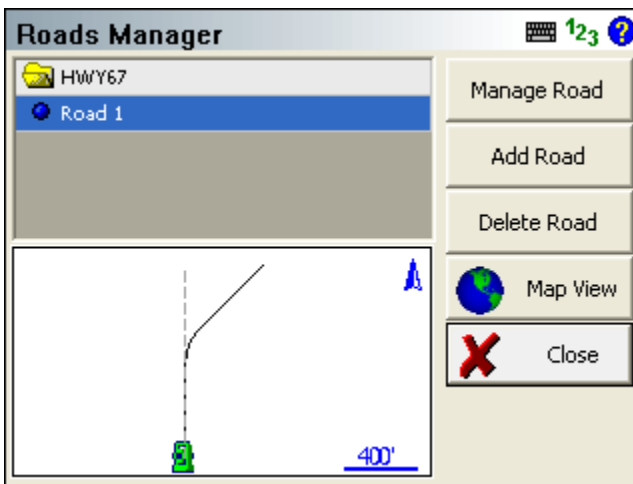 Roads Manager
123
?
HWY67
Road 1
Manage Road
Add Road
Delete Road
Map View
Close
400'